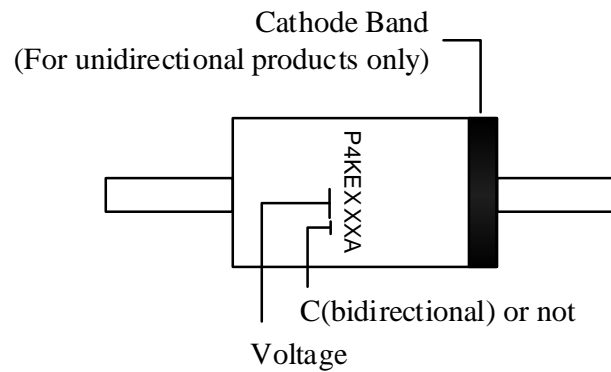 Cathode Band
(For unidirectional products only)
P4KEXXXA
C(bidirectional) or not
Voltage